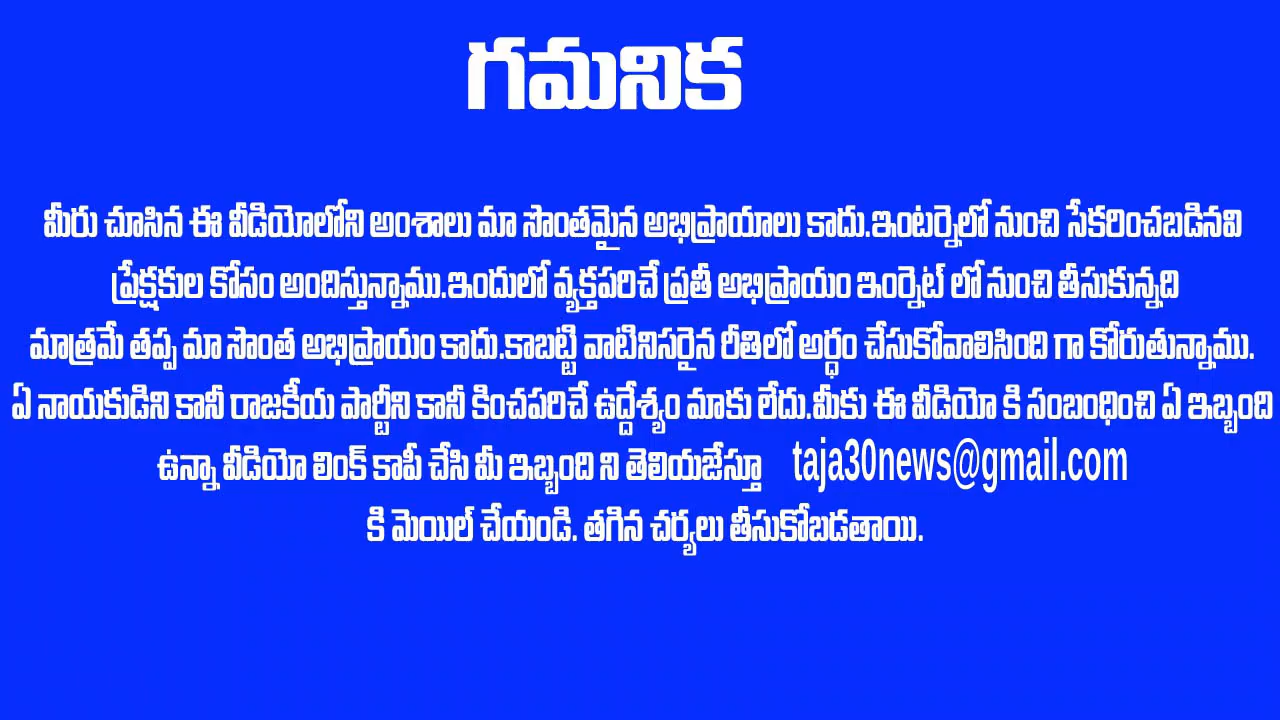 గమనిక
మీరు చూసిన ఈ వీడియోలోని అంశాలు మా సొంతమైన అభిప్రాయాలు కాదు.ఇంటర్నెలో నుంచి సేకరించబడినవి
ప్రేక్షకుల కోసం అందిస్తున్నాము.ఇందులో వ్యక్తపరిచే ప్రతీ అభిప్రాయం ఇంర్నెట్ లో నుంచి తీసుకున్నది
మాత్రమే తప్ప మా సొంత అభిప్రాయం కాదు.కాబట్టి వాటినిసరైన రీతిలో అర్ధం చేసుకోవాలిసింది గా కోరుతున్నాము.
ఏ నాయకుడిని కానీ రాజకీయ పార్టీని కానీ కించపరిచే ఉద్దేశ్యం మాకు లేదు.మీకు ఈ వీడియో కి సంబంధించి ఏ ఇబ్బంది
ఉన్నా వీడియో లింక్ కాపీ చేసి మీ ఇబ్బంది ని తెలియజేస్తూ taja30news@gmail.com
కి మెయిల్ చేయండి. తగిన చర్యలు తీసుకోబడతాయి.